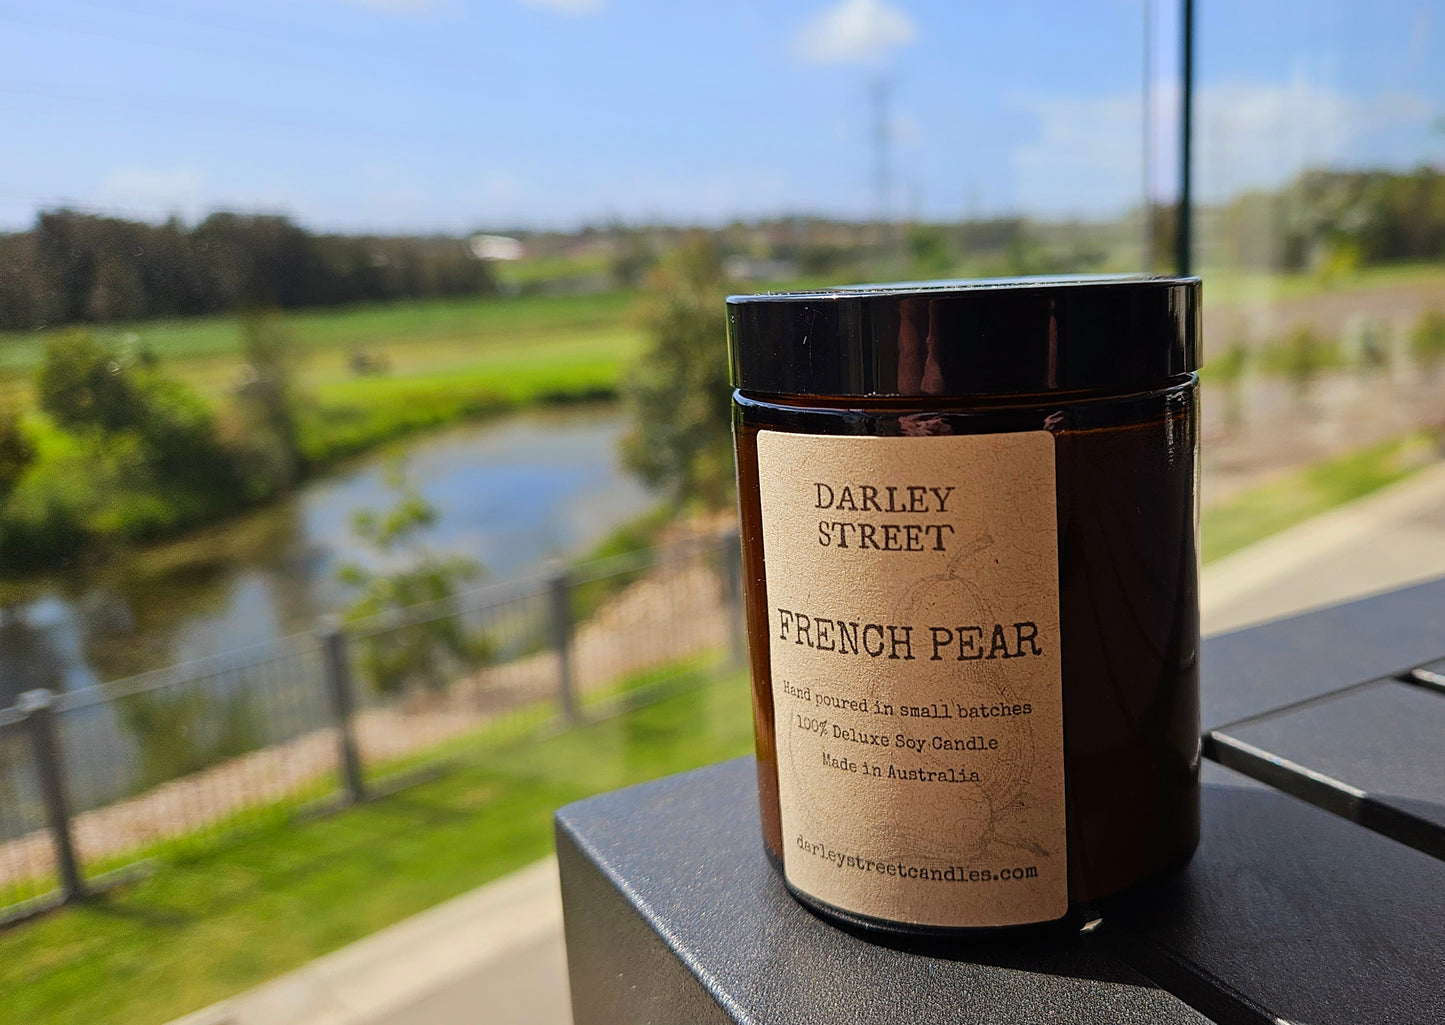 DARLEY
STREET
FRENCH PEAR
Hand poured in small batches
100% Deluxe Soy Candle
Made in Australia
darleystreetcandles.com